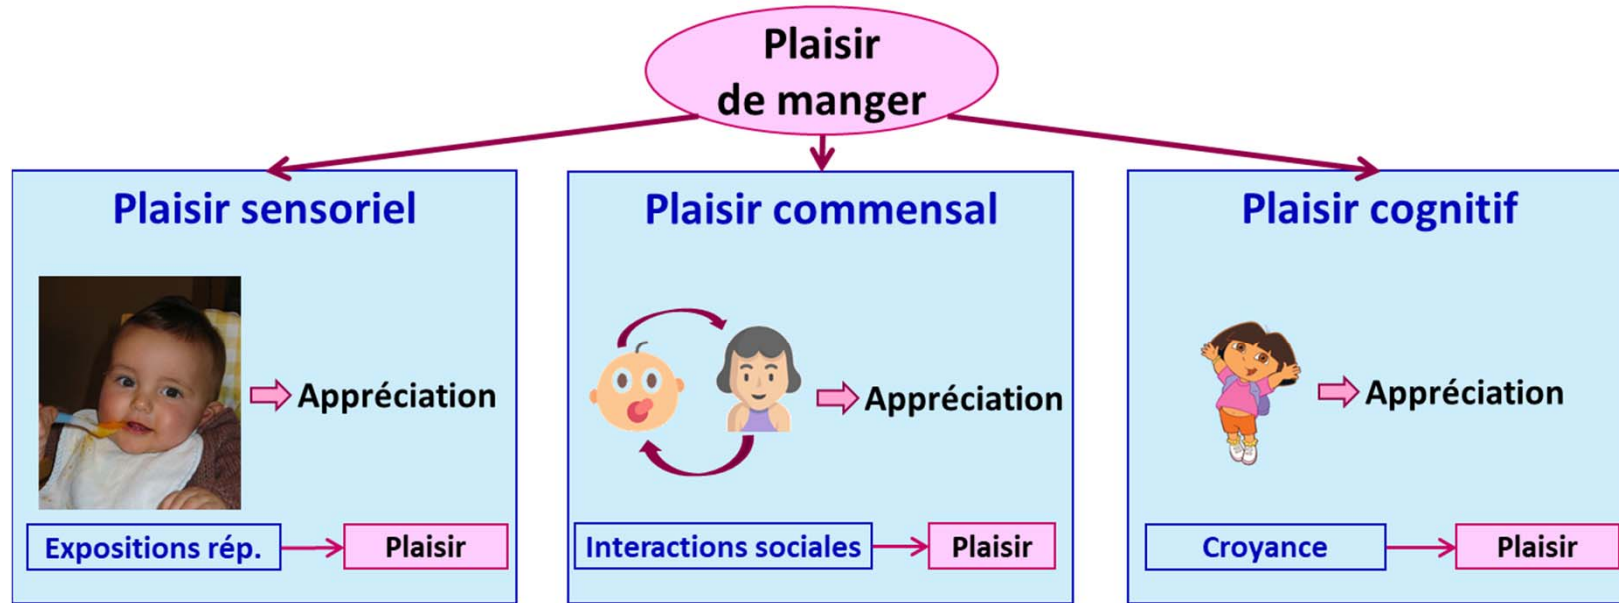 Plaisir
de manger
Plaisir sensoriel
Appréciation
Expositions rép.
Plaisir
Plaisir commensal
Appréciation
Interactions sociales
Plaisir
Plaisir cognitif
Appréciation
Croyance
Plaisir